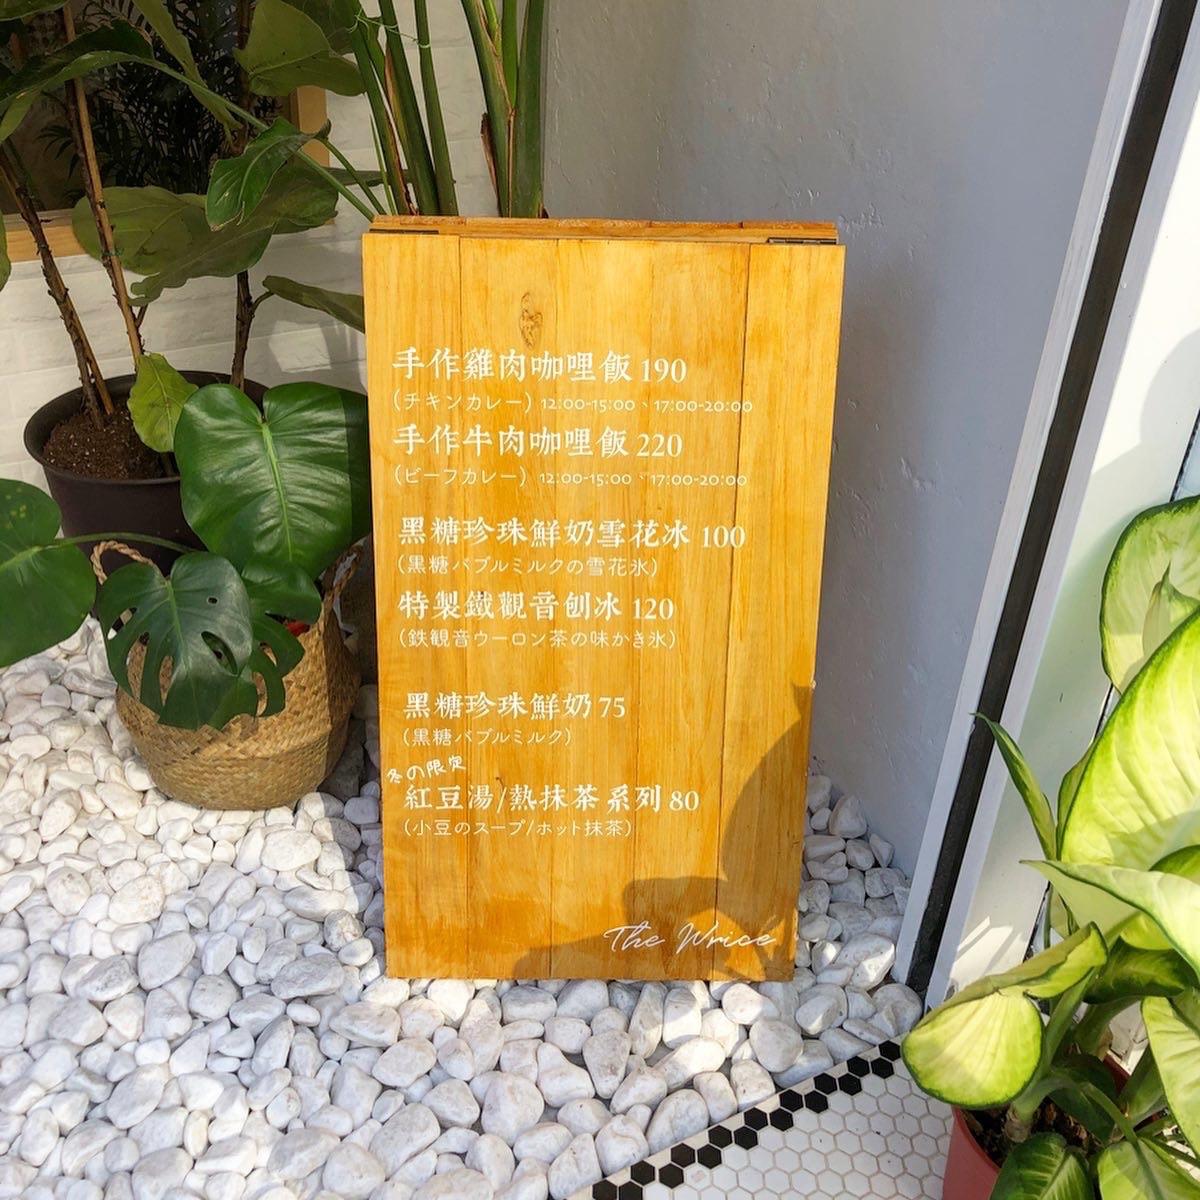 手作雞肉咖哩飯 190
(チキンカレー) 12:00-15:00、17:00-20:00
手作牛肉咖哩飯 220
(ビーフカレー) 12:00-15:00、17:00-20:00
黑糖珍珠鮮奶雪花冰 100
(黒糖バブルミルクの雪花氷)
特製鐵觀音刨冰 120
(鉄観音ウーロン茶の味かき氷)
黑糖珍珠鮮奶 75
(黒糖バブルミルク)
冬の限定
紅豆湯/熱抹茶系列 80
(小豆のスープ/ホット抹茶)
The Wrice